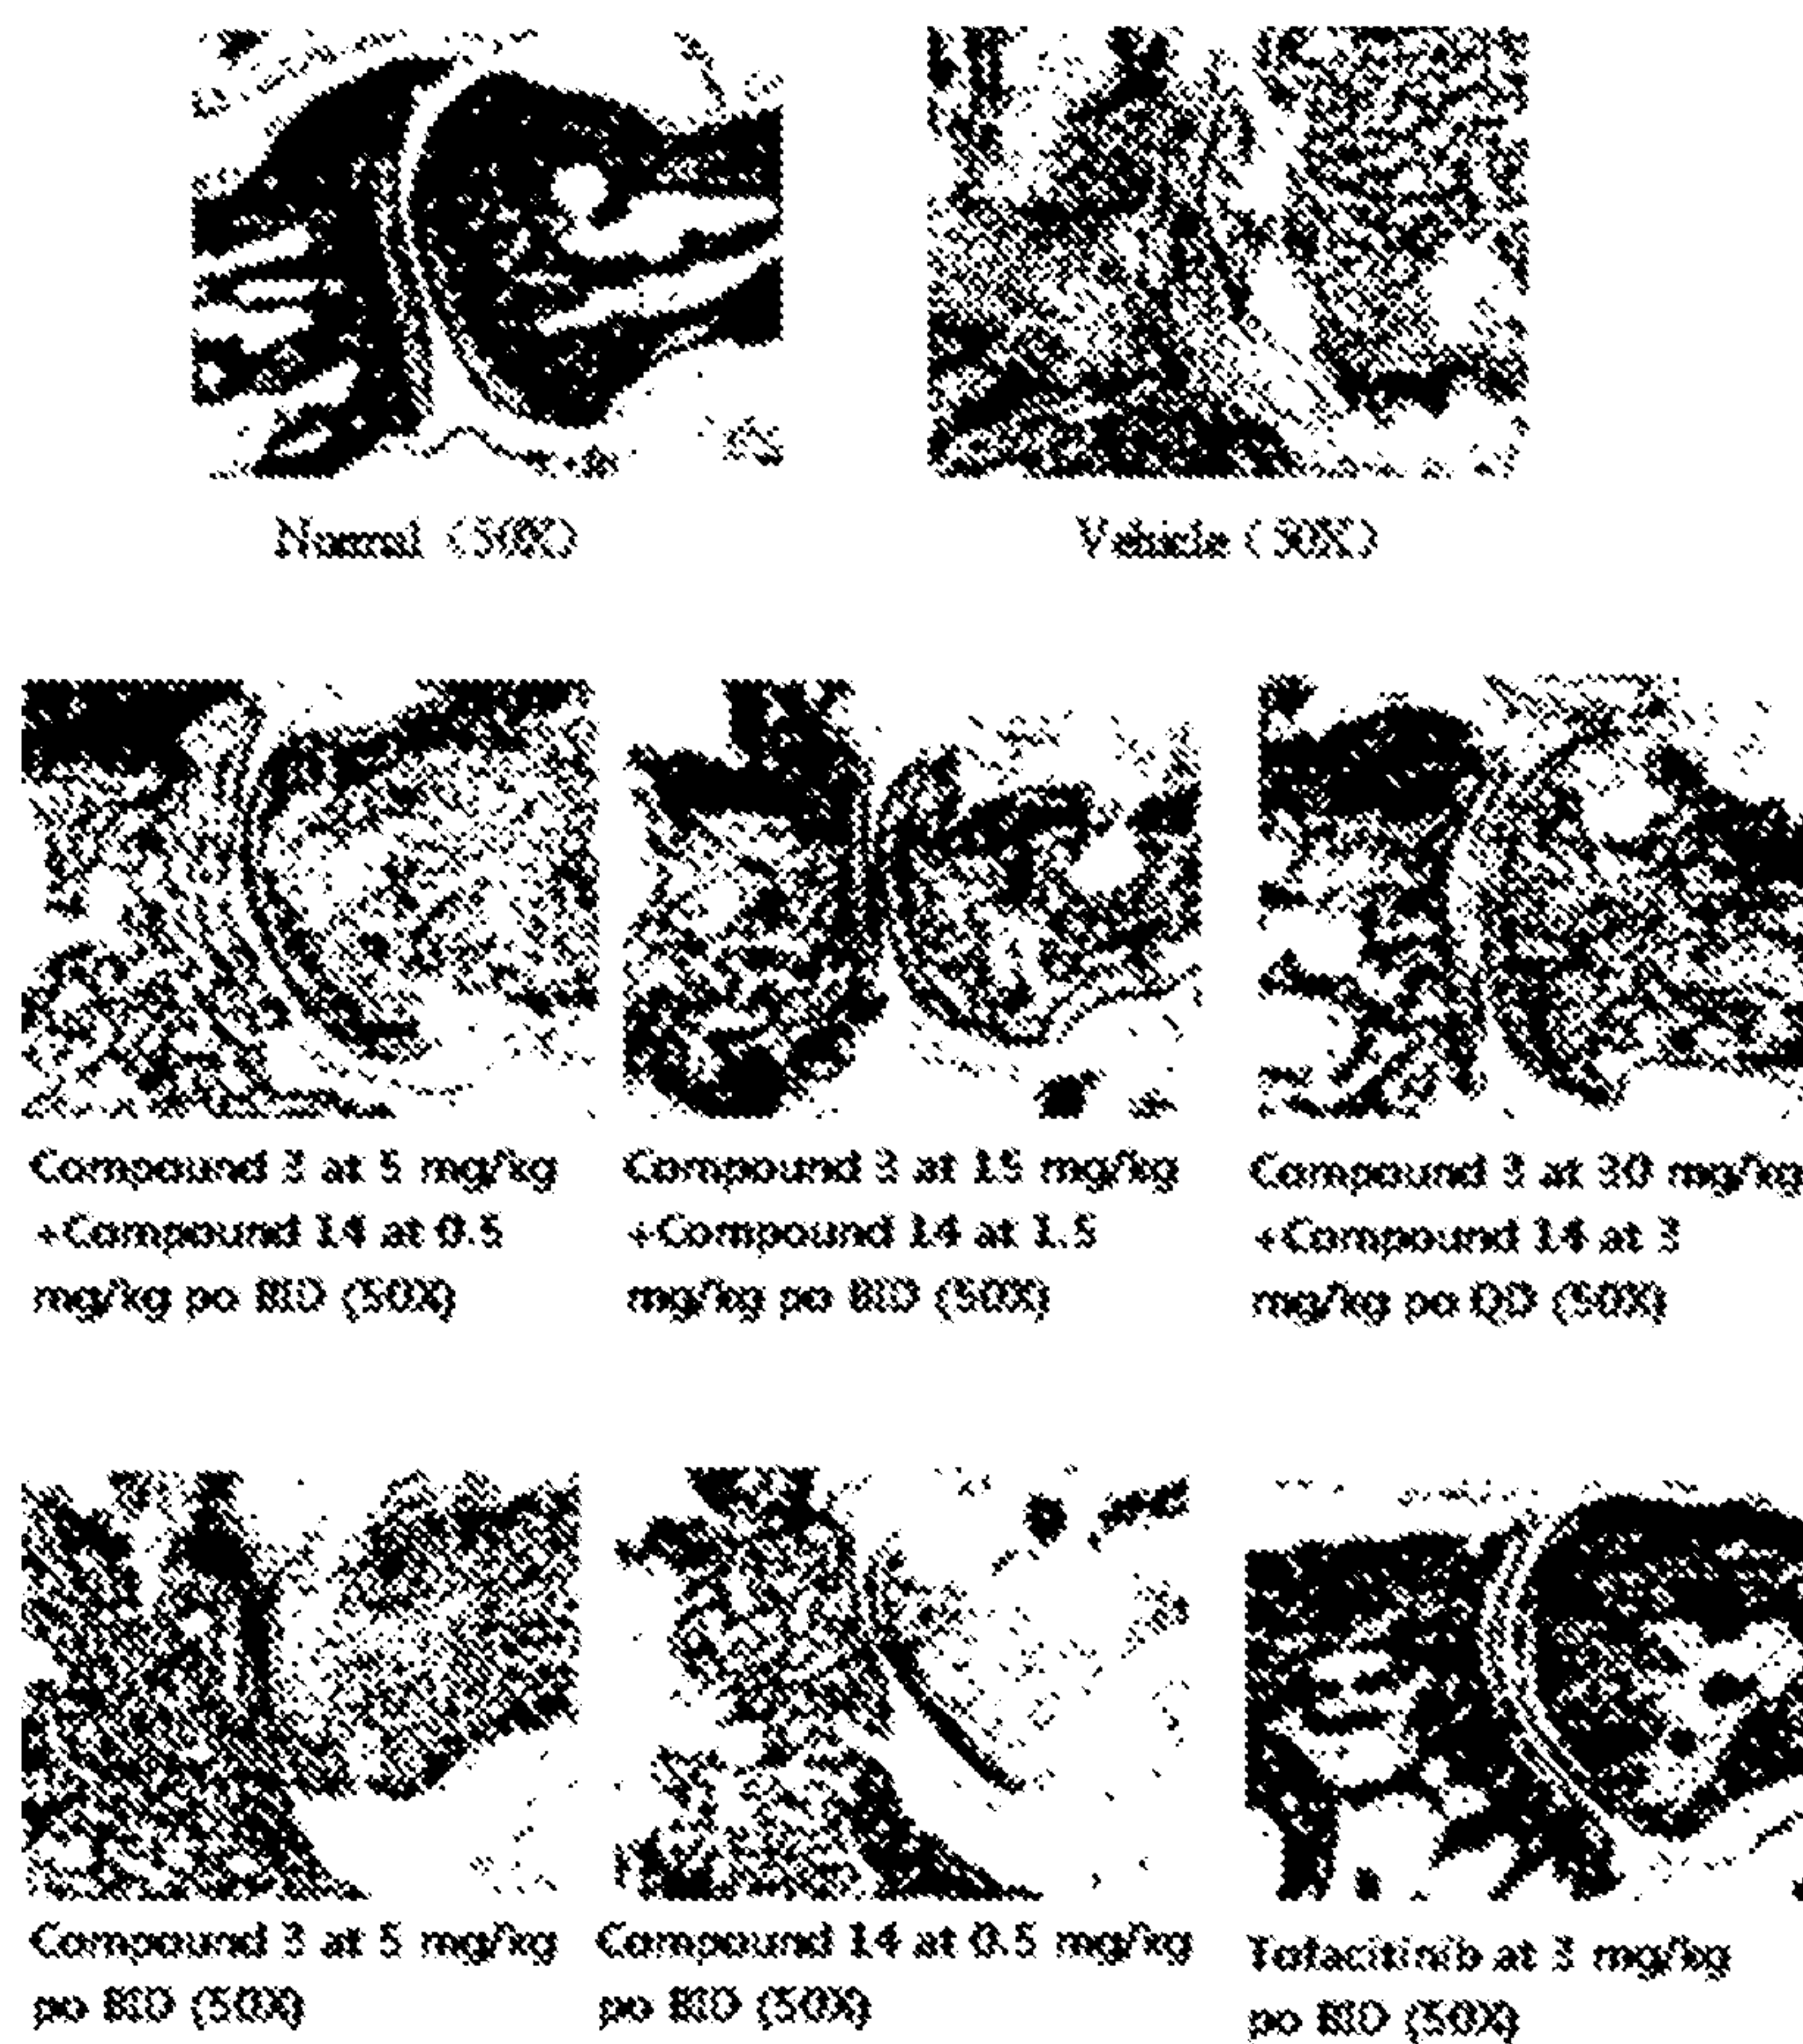 Normal (50X)
Vehicle (50X)
Compound 3 at 5 mg/kg
+Compound 14 at 0.5
mg/kg po BID (50X)
Compound 3 at 15 mg/kg
+Compound 14 at 1.5
mg/kg po BID (50X)
Compound 3 at 30 mg/kg
+Compound 14 at 3
mg/kg po QD (50X)
Compound 3 at 5 mg/kg
po BID (50X)
Compound 14 at 0.5 mg/kg
po BID (50X)
Tofacitinib at 3 mg/kg
po BID (50X)